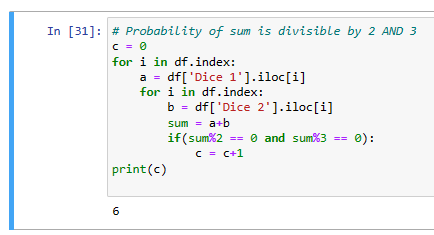 In [31]: # Probability of sum is divisible by 2 AND 3
c = 0
for i in df.index:
    a = df['Dice 1'].iloc[i]
    for i in df.index:
        b = df['Dice 2'].iloc[i]
        sum = a+b
        if(sum%2 == 0 and sum%3 == 0):
            c = c+1
print(c)
6